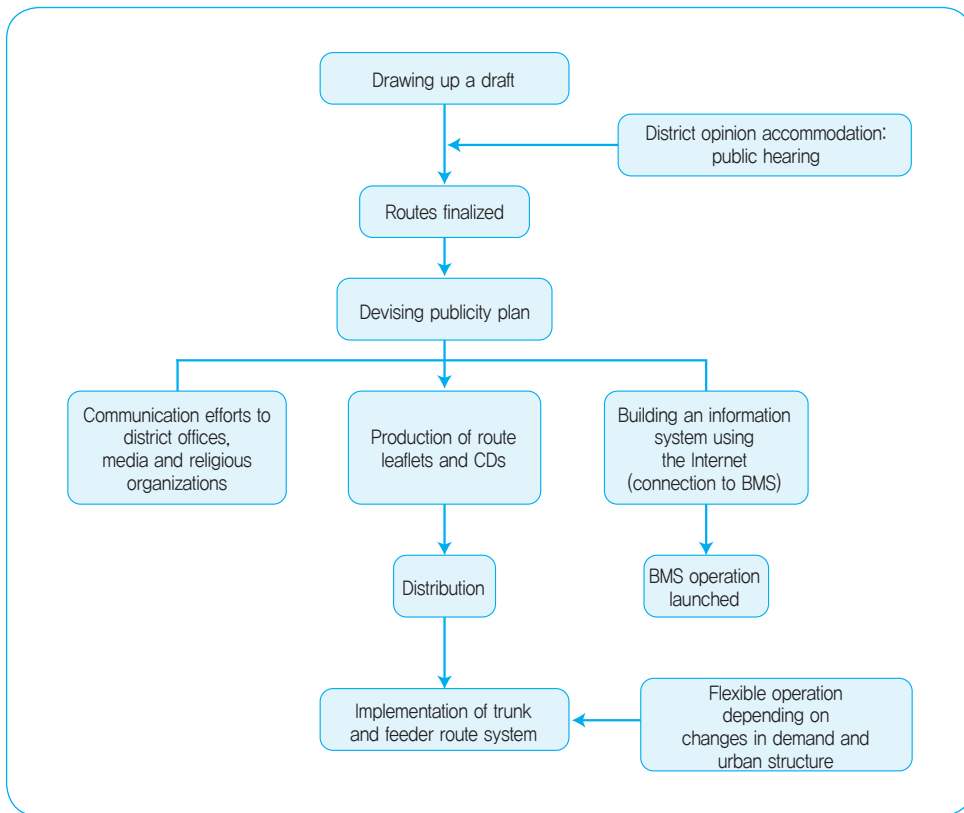 Drawing up a draft
District opinion accommodation:
public hearing
Routes finalized
Devising publicity plan
Communication efforts to
district offices,
media and religious
organizations
Production of route
leaflets and CDs
Building an information
system using
the Internet
(connection to BMS)
Distribution
BMS operation
launched
Implementation of trunk
and feeder route system
Flexible operation
depending on
changes in demand and
urban structure